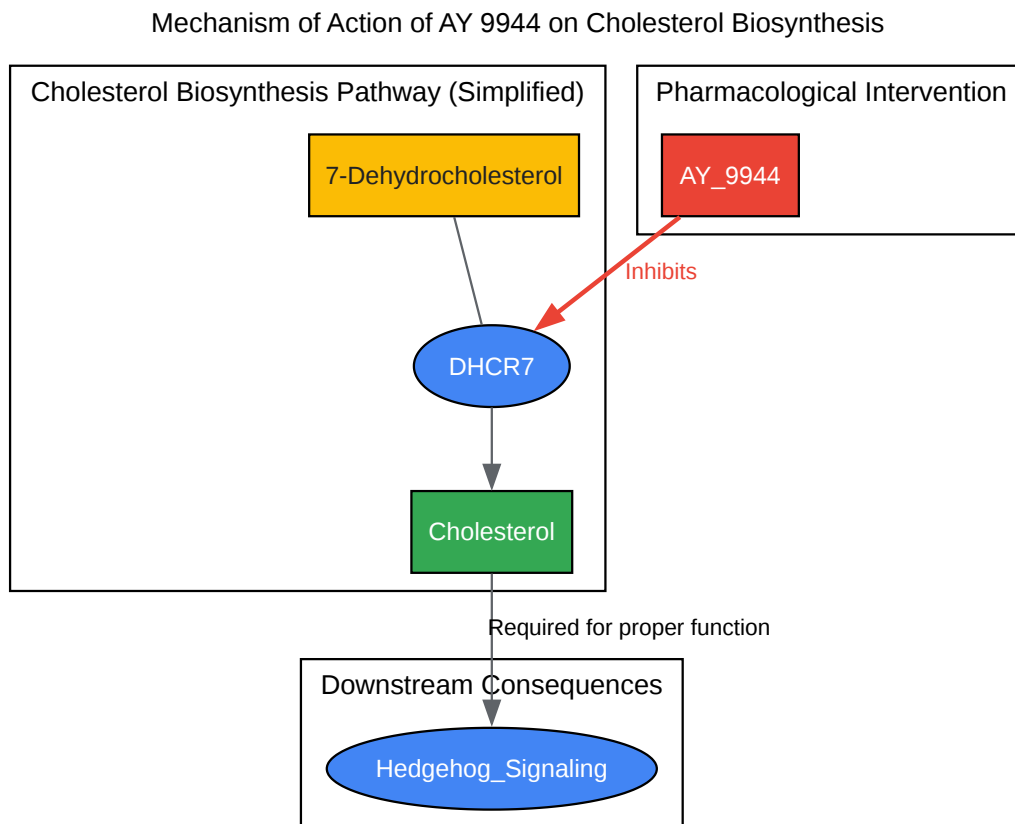 Mechanism of Action of AY 9944 on Cholesterol Biosynthesis
Cholesterol Biosynthesis Pathway (Simplified)
Pharmacological Intervention
7-Dehydrocholesterol
AY_9944
Inhibits
DHCR7
Cholesterol
Required for proper function
Downstream Consequences
Hedgehog_Signaling